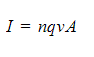 I = nqvA